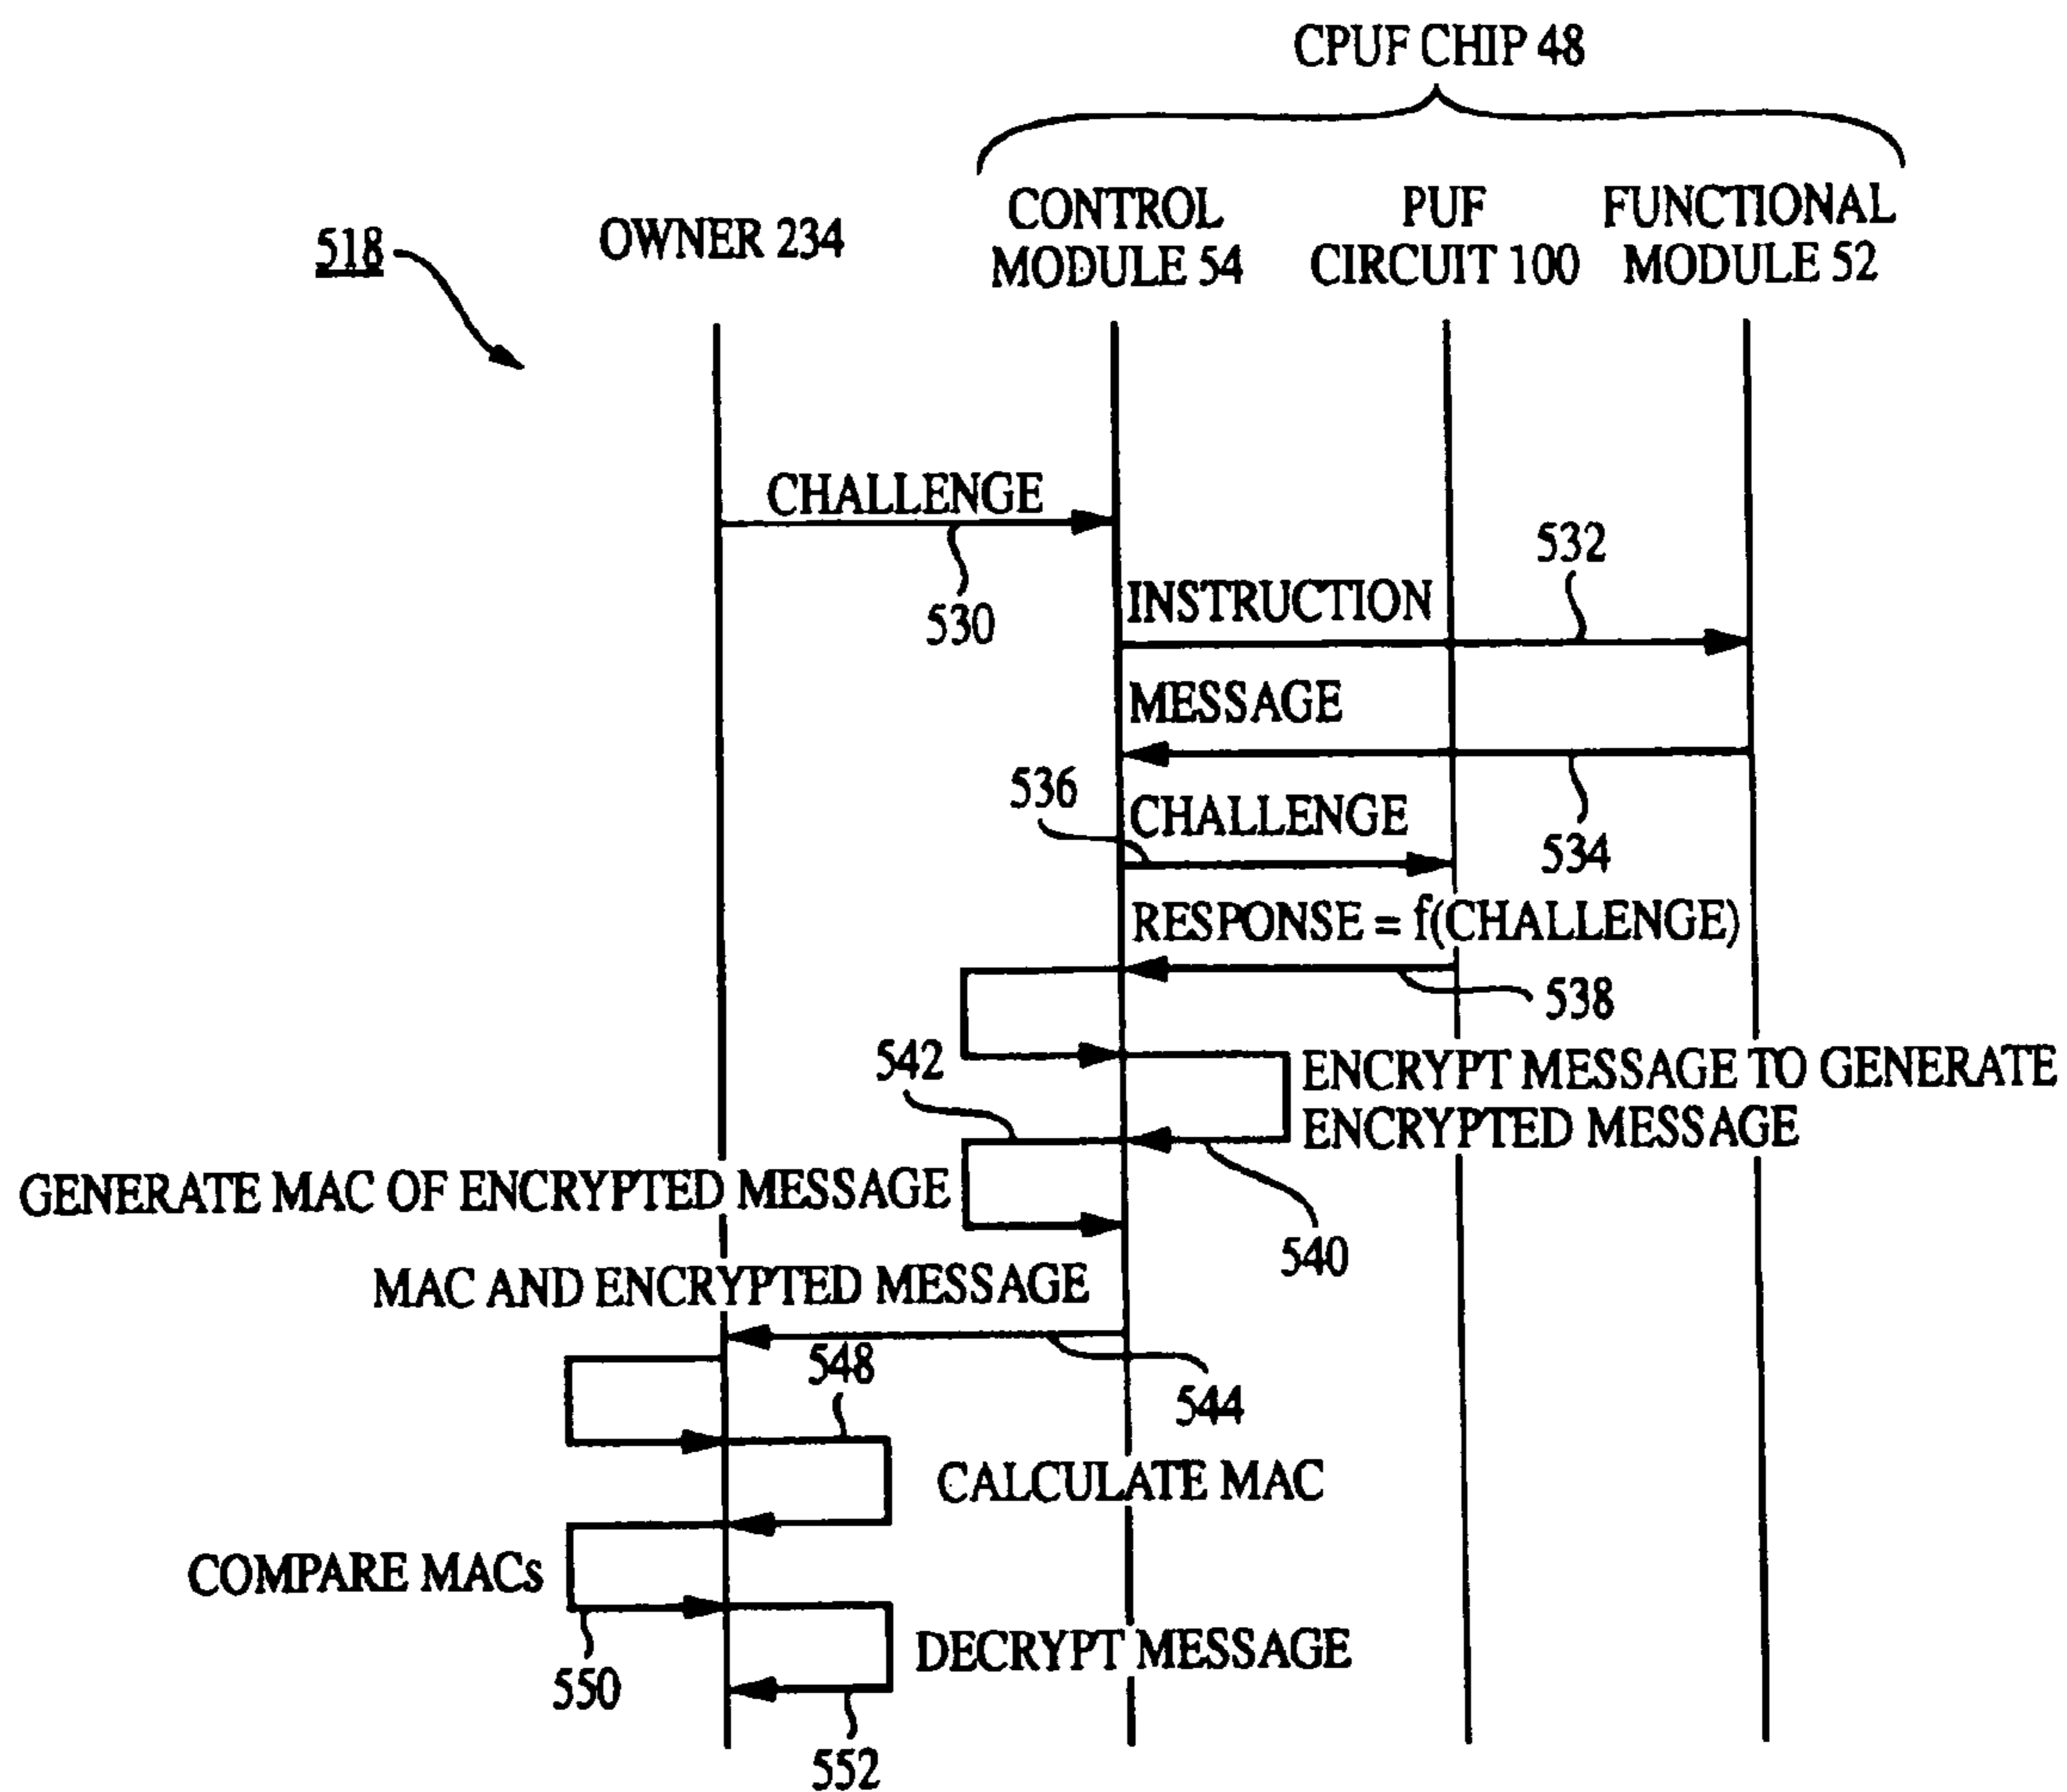 CPUF CHIP 48
518
OWNER 234
CONTROL
MODULE 54
PUF
CIRCUIT 100
FUNCTIONAL
MODULE 52
CHALLENGE
530
532
INSTRUCTION
MESSAGE
534
536
CHALLENGE
RESPONSE = f(CHALLENGE)
538
542
ENCRYPT MESSAGE TO GENERATE
ENCRYPTED MESSAGE
GENERATE MAC OF ENCRYPTED MESSAGE
540
MAC AND ENCRYPTED MESSAGE
548
544
CALCULATE MAC
COMPARE MACs
550
DECRYPT MESSAGE
552